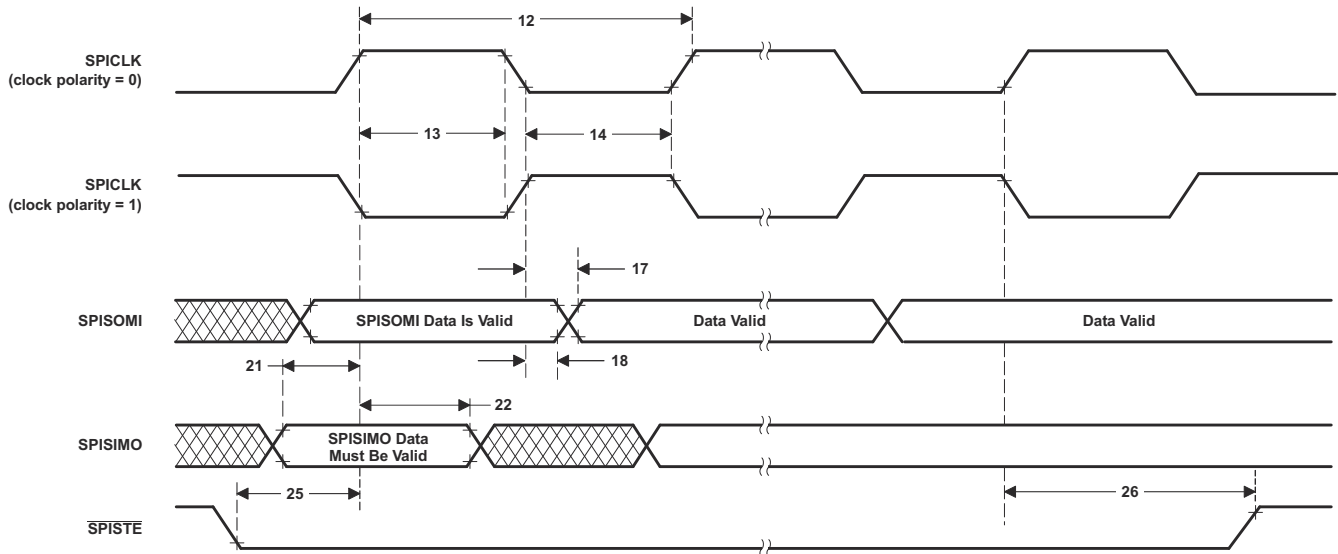 12
SPICLK
(clock polarity = 0)
13
14
SPICLK
(clock polarity = 1)
17
SPISOMI
SPISOMI Data Is Valid
Data Valid
Data Valid
21
18
22
SPISIMO
SPISIMO Data
Must Be Valid
25
26
SPISTE